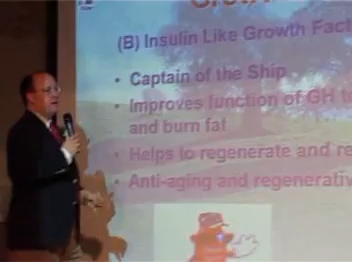 (B) Insulin Like Growth Fact
• Captain of the Ship
• Improves function of GH to
and burn fat
• Helps to regenerate and re
• Anti-aging and regenerativ